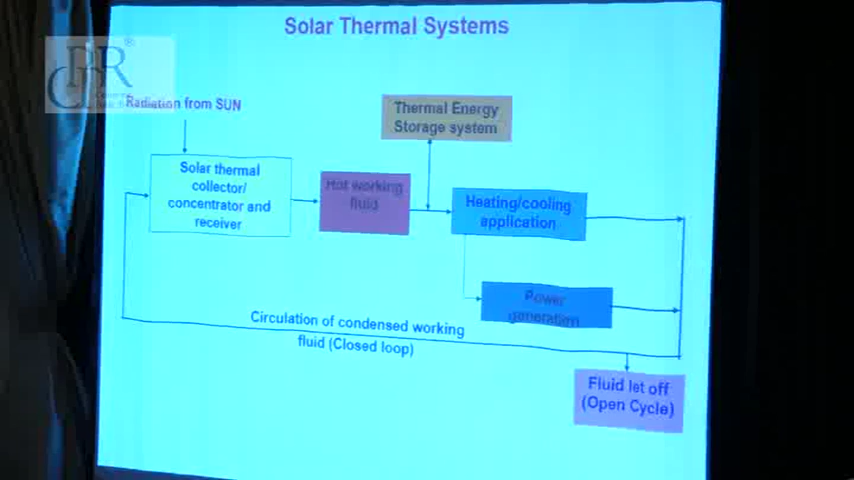 Solar Thermal Systems
CPDR®
Radiation from SUN
Thermal Energy
Storage system
Solar thermal
collector/
concentrator and
receiver
Hot working
fluid
Heating/cooling
application
Power
generation
Circulation of condensed working
fluid (Closed loop)
Fluid let off
(Open Cycle)